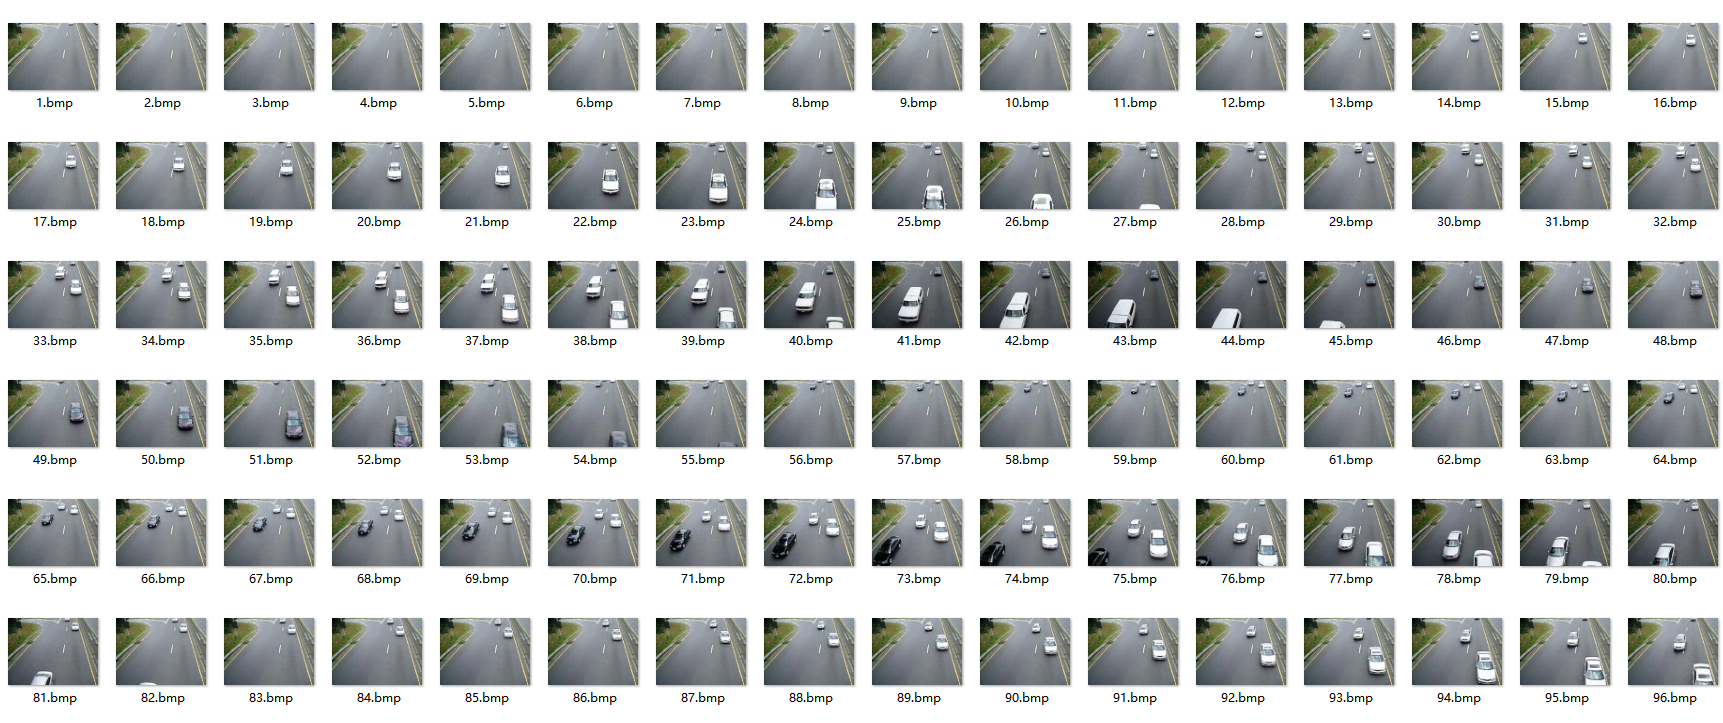 1.bmp 2.bmp 3.bmp 4.bmp 5.bmp 6.bmp 7.bmp 8.bmp 9.bmp 10.bmp 11.bmp 12.bmp 13.bmp 14.bmp 15.bmp 16.bmp
17.bmp 18.bmp 19.bmp 20.bmp 21.bmp 22.bmp 23.bmp 24.bmp 25.bmp 26.bmp 27.bmp 28.bmp 29.bmp 30.bmp 31.bmp 32.bmp
33.bmp 34.bmp 35.bmp 36.bmp 37.bmp 38.bmp 39.bmp 40.bmp 41.bmp 42.bmp 43.bmp 44.bmp 45.bmp 46.bmp 47.bmp 48.bmp
49.bmp 50.bmp 51.bmp 52.bmp 53.bmp 54.bmp 55.bmp 56.bmp 57.bmp 58.bmp 59.bmp 60.bmp 61.bmp 62.bmp 63.bmp 64.bmp
65.bmp 66.bmp 67.bmp 68.bmp 69.bmp 70.bmp 71.bmp 72.bmp 73.bmp 74.bmp 75.bmp 76.bmp 77.bmp 78.bmp 79.bmp 80.bmp
81.bmp 82.bmp 83.bmp 84.bmp 85.bmp 86.bmp 87.bmp 88.bmp 89.bmp 90.bmp 91.bmp 92.bmp 93.bmp 94.bmp 95.bmp 96.bmp